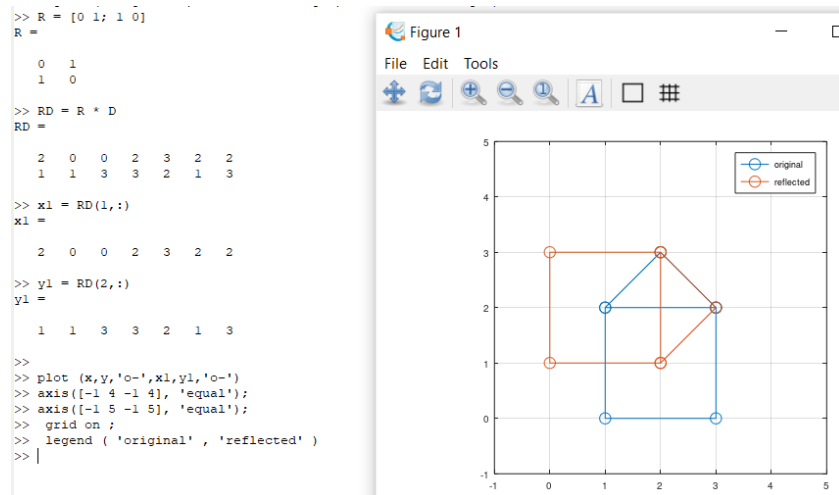 >> R = [0 1; 1 0]
R =
0 1
1 0
>> RD = R * D
RD =
2 0 0 2 3 2 2
1 1 3 3 2 1 3
>> x1 = RD(1,:)
x1 =
2 0 0 2 3 2 2
>> y1 = RD(2,:)
y1 =
1 1 3 3 2 1 3
>>
>> plot (x,y,'o-',x1,y1,'o-')
>> axis([-1 4 -1 4], 'equal');
>> axis([-1 5 -1 5], 'equal');
>> grid on ;
>> legend ( 'original' , 'reflected' )
>>
Figure 1
File Edit Tools
A
original
reflected
5
4
3
2
1
0
-1
-1 0 1 2 3 4 5